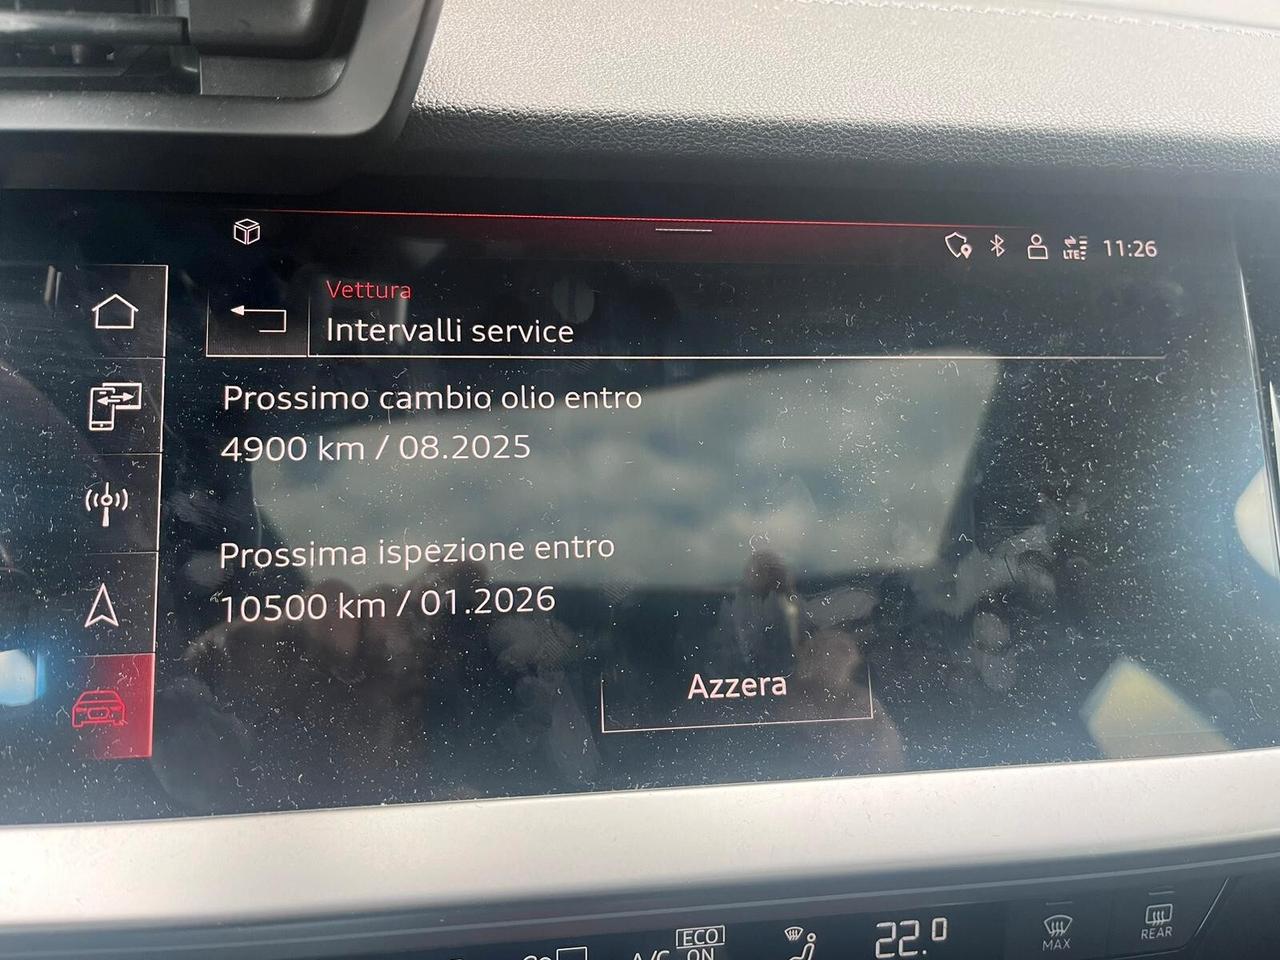 LTE 11:26
Vettura
Intervalli service
Prossimo cambio olio entro
4900 km / 08.2025
Prossima ispezione entro
10500 km / 01.2026
Azzera
ECO
ON
A/C
22.0
MAX
REAR